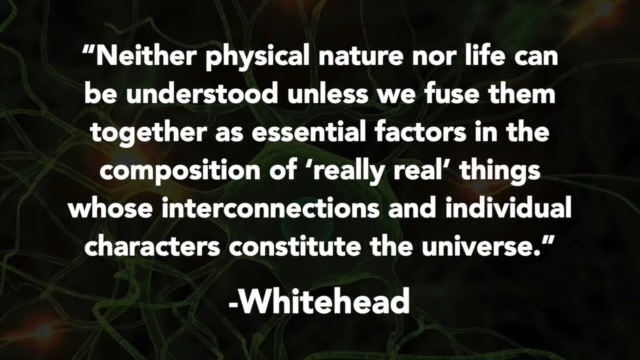 “Neither physical nature nor life can
be understood unless we fuse them
together as essential factors in the
composition of ‘really real’ things
whose interconnections and individual
characters constitute the universe.”
-Whitehead